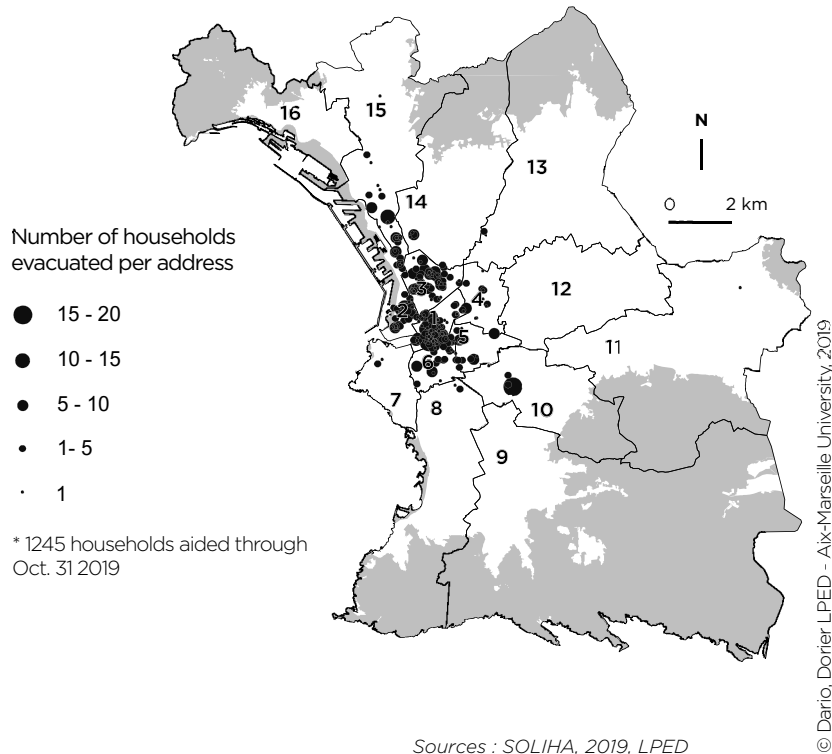 16
15
14
13
N
0 2 km
12
11
3
4
2
1
5
6
7
8
10
9
Number of households
evacuated per address
15 - 20
10 - 15
5 - 10
1- 5
1
* 1245 households aided through
Oct. 31 2019
Sources : SOLIHA, 2019, LPED
© Dario, Dorier LPED - Aix-Marseille University, 2019